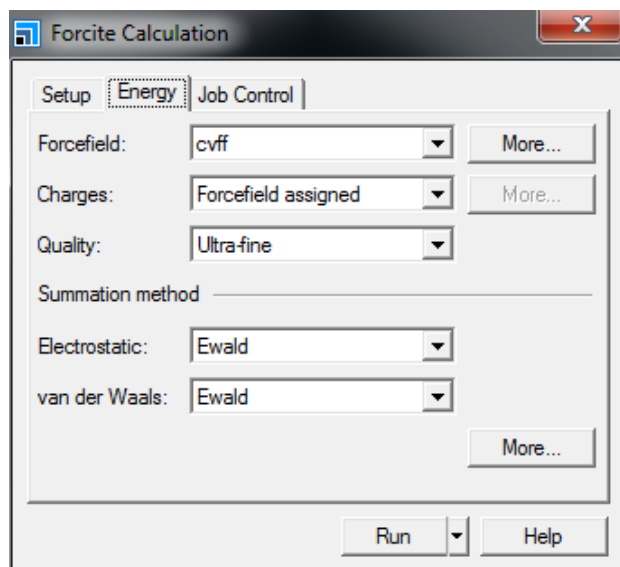 Forcite Calculation
Setup Energy Job Control
Forcefield: cvff More...
Charges: Forcefield assigned More...
Quality: Ultra-fine
Summation method
Electrostatic: Ewald
van der Waals: Ewald
More...
Run Help